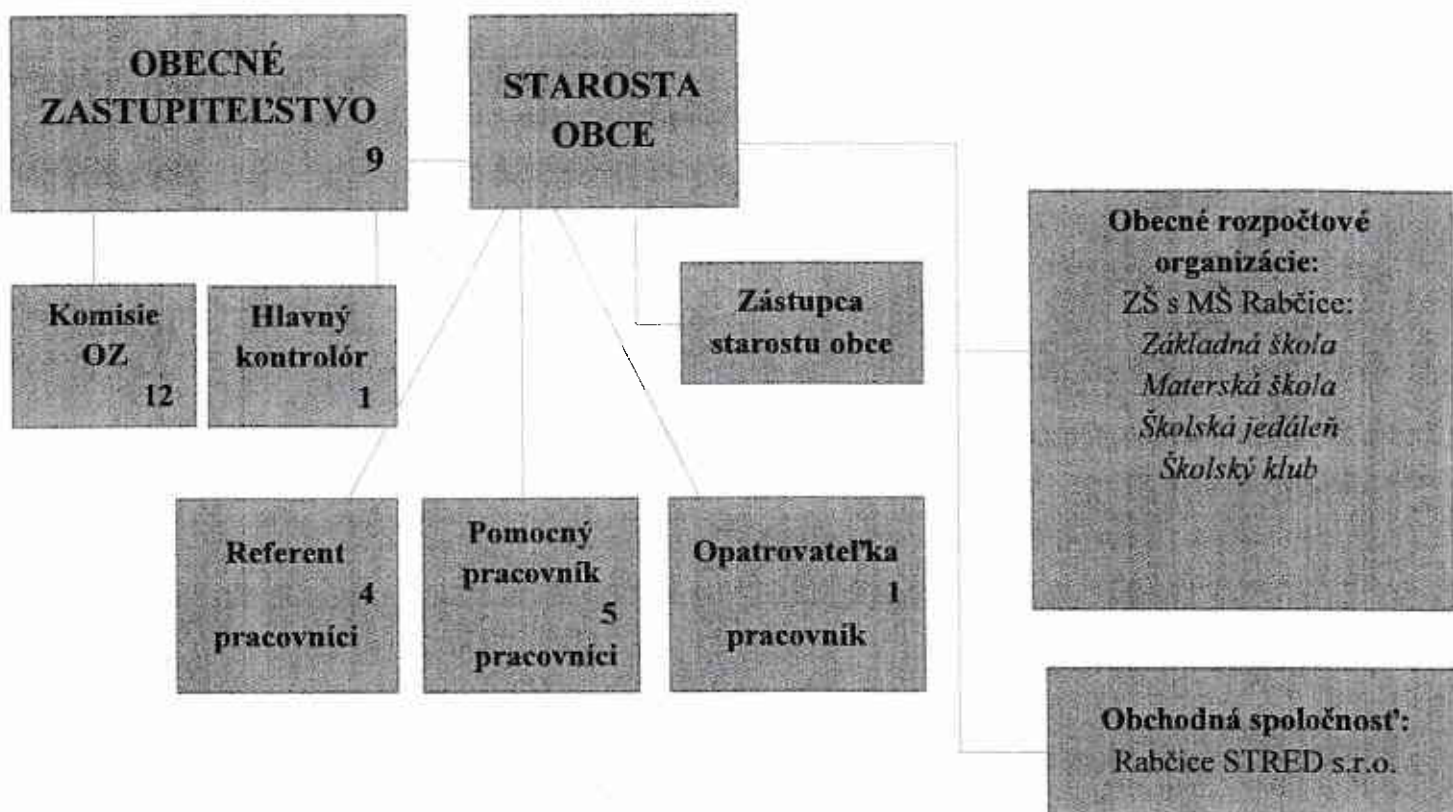 OBECNÉ
ZASTUPITEĽSTVO
9
STAROSTA
OBCE
Komisie
OZ
12
Hlavný
kontrolór
1
Zástupca
starostu obce
Obecné rozpočtové
organizácie:
ZŠ s MŠ Rabčice:
Základná škola
Materská škola
Školská jedáleň
Školský klub
Referent
4
pracovníci
Pomocný
pracovník
5
pracovníci
Opatrovateľka
1
pracovník
Obchodná spoločnosť:
Rabčice STRED s.r.o.